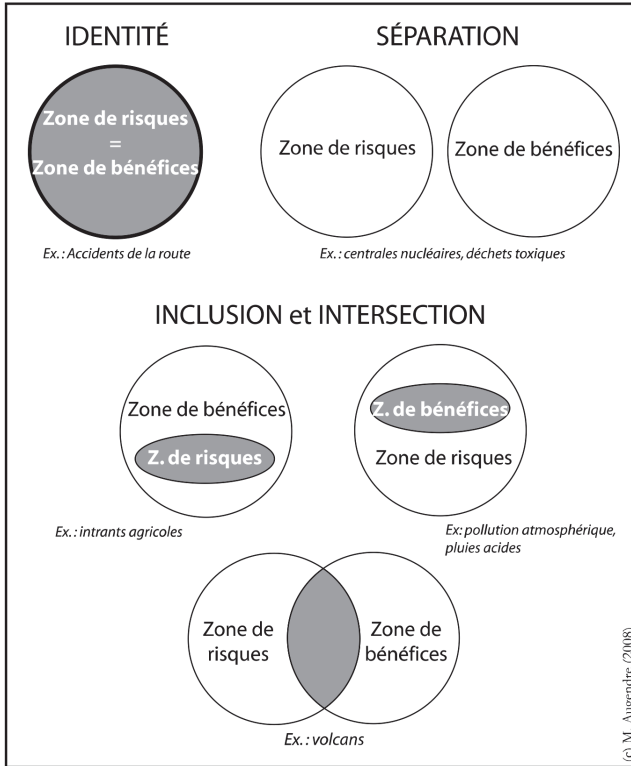 IDENTITÉ
SÉPARATION
Zone de risques
=
Zone de bénéfices
Zone de risques
Zone de bénéfices
Ex. : Accidents de la route
Ex. : centrales nucléaires, déchets toxiques
INCLUSION et INTERSECTION
Zone de bénéfices
Z. de risques
Z. de bénéfices
Zone de risques
Ex. : intrants agricoles
Ex: pollution atmosphérique,
pluies acides
Zone de
risques
Zone de
bénéfices
Ex. : volcans
(c) M. Augendre (2008)